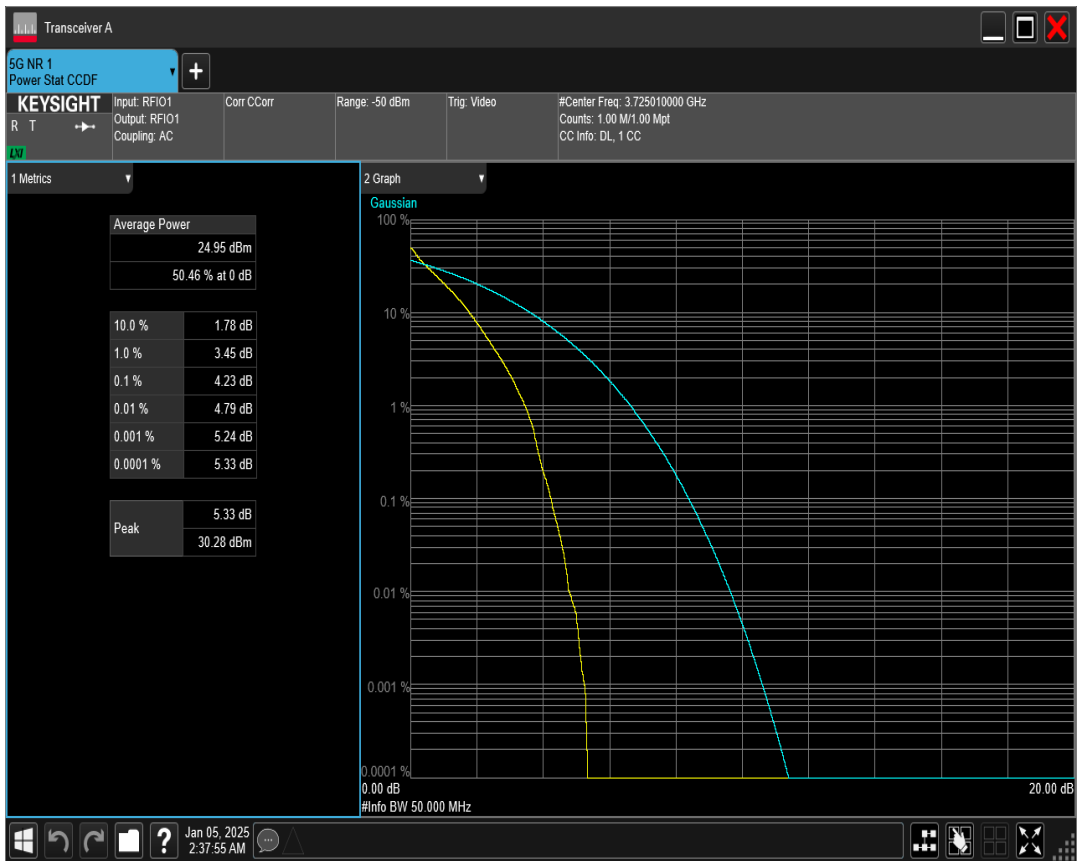 Transceiver A
5G NR 1
Power Stat CCDF
KEYSIGHT
R T
LXI
Input: RFIO1
Output: RFIO1
Coupling: AC
Corr CCorr
Range: -50 dBm
Trig: Video
#Center Freq: 3.725010000 GHz
Counts: 1.00 M/1.00 Mpt
CC Info: DL, 1 CC
1 Metrics
Average Power
24.95 dBm
50.46 % at 0 dB
10.0 % 1.78 dB
1.0 % 3.45 dB
0.1 % 4.23 dB
0.01 % 4.79 dB
0.001 % 5.24 dB
0.0001 % 5.33 dB
Peak 5.33 dB
30.28 dBm
2 Graph
Gaussian
100 %
10 %
1 %
0.1 %
0.01 %
0.001 %
0.0001 %
0.00 dB 20.00 dB
#Info BW 50.000 MHz
Jan 05, 2025
2:37:55 AM